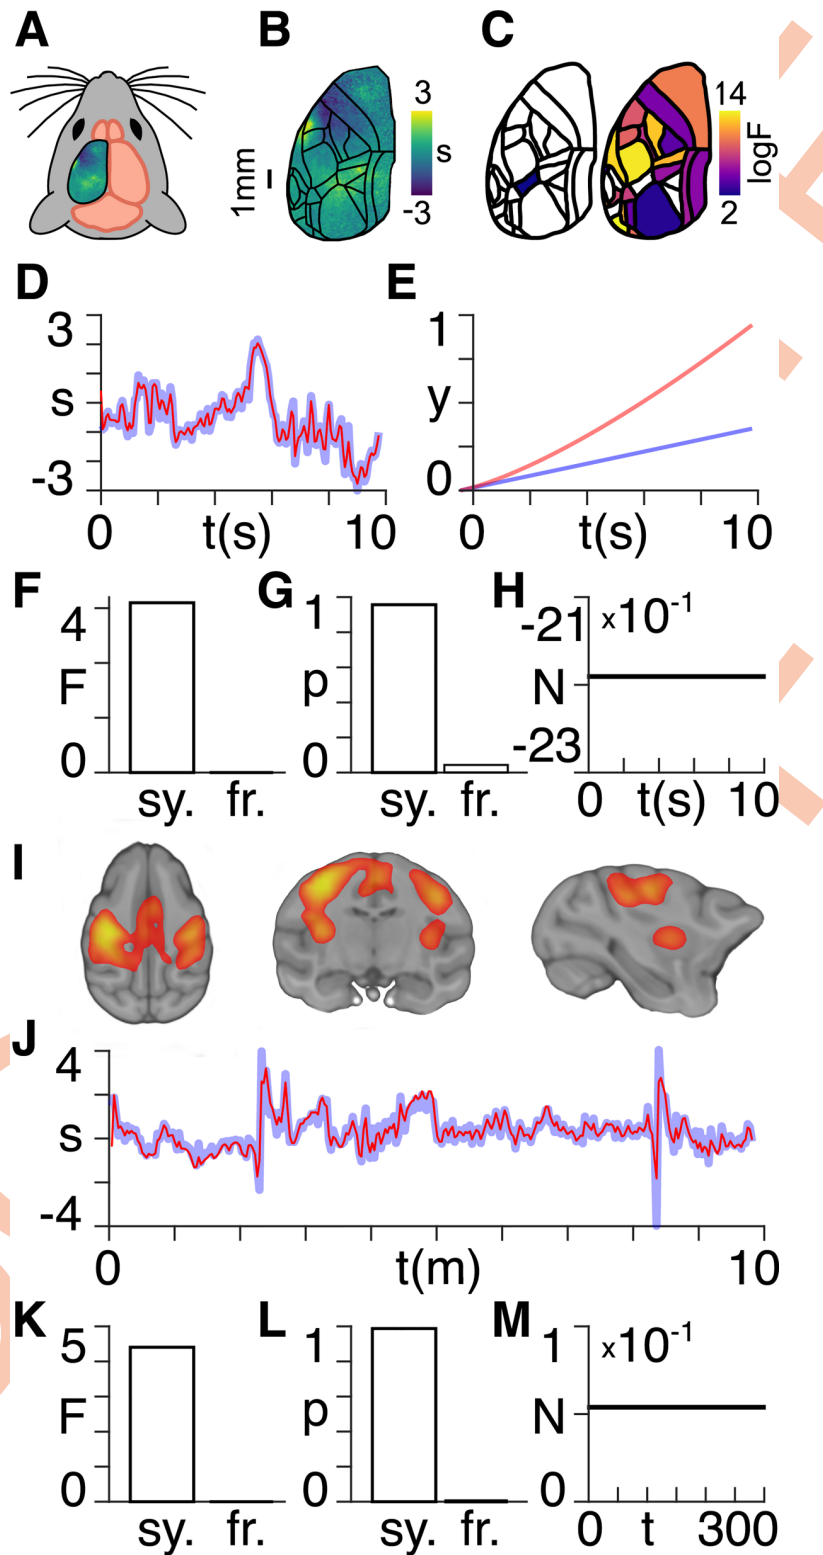 A
B
C
3
s
-3
1mm
14
logF
2
D
3
s
-3
0
t(s)
10
E
1
y
0
0
t(s)
10
F
4
F
0
sy.
fr.
G
1
p
0
sy.
fr.
H
-21
×10⁻¹
N
-23
0
t(s)
10
I
J
4
s
-4
0
t(m)
10
K
5
F
0
sy.
fr.
L
1
p
0
sy.
fr.
M
1
×10⁻¹
N
0
0
t
300